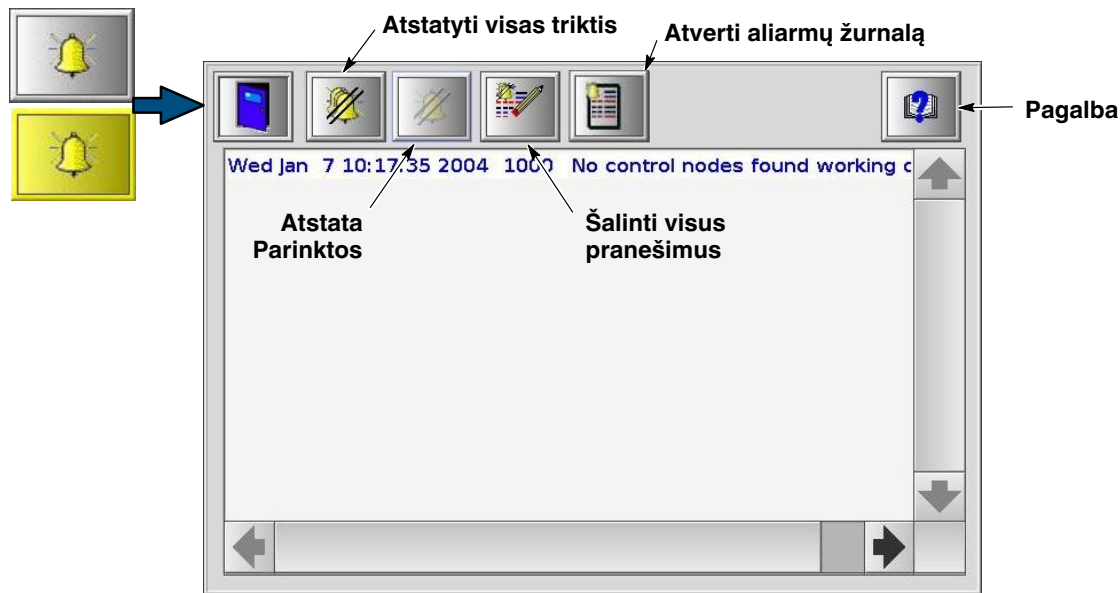 Atstatyti visas triktis
Atverti aliarmų žurnalą
Pagalba
Wed Jan 7 10:17:35 2004 1000 No control nodes found working c
Atstata
Parinktos
Šalinti visus
pranešimus